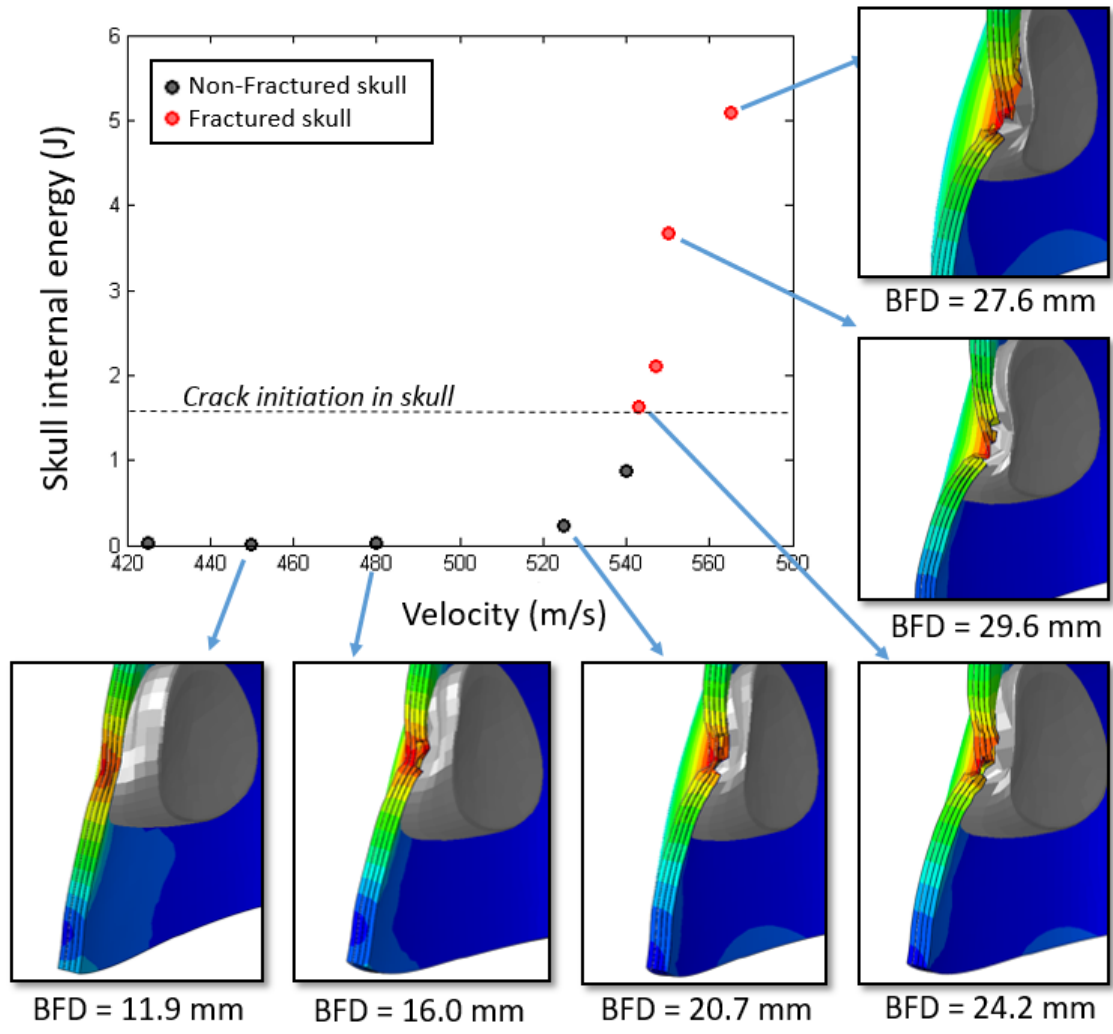 6
5
4
3
2
1
0
Skull internal energy (J)
Non-Fractured skull
Fractured skull
Crack initiation in skull
420 440 460 480 500 520 540 560 580
Velocity (m/s)
BFD = 27.6 mm
BFD = 29.6 mm
BFD = 11.9 mm
BFD = 16.0 mm
BFD = 20.7 mm
BFD = 24.2 mm